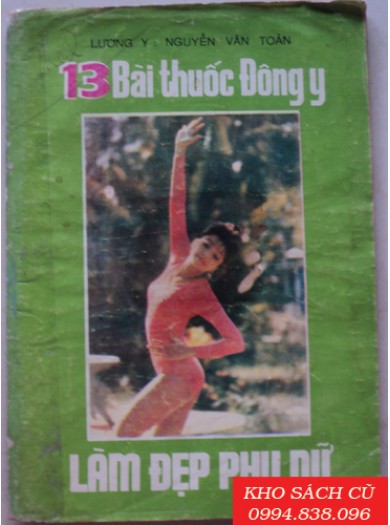 LƯƠNG Y: NGUYỄN VĂN TOÀN
13 Bài thuốc Đông y
LÀM ĐẸP PHỤ NỮ
KHO SÁCH CŨ
0994.838.096